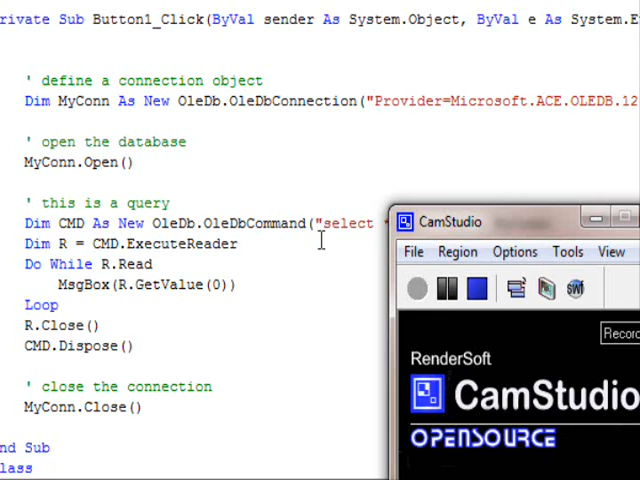 rivate Sub Button1_Click(ByVal sender As System.Object, ByVal e As System.E
' define a connection object
Dim MyConn As New OleDb.OleDbConnection("Provider=Microsoft.ACE.OLEDB.12
' open the database
MyConn.Open()
' this is a query
Dim CMD As New OleDb.OleDbCommand("select *
Dim R = CMD.ExecuteReader
Do While R.Read
MsgBox(R.GetValue(0))
Loop
R.Close()
CMD.Dispose()
' close the connection
MyConn.Close()
nd Sub
lass
CamStudio
File Region Options Tools View
SWf
Recor
RenderSoft
CamStudio
OPENSOURCE